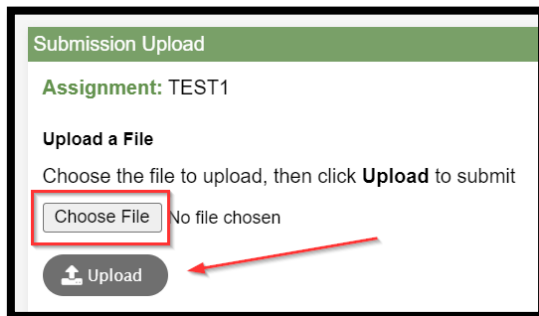 Submission Upload
Assignment: TEST1
Upload a File
Choose the file to upload, then click Upload to submit
Choose File No file chosen
Upload